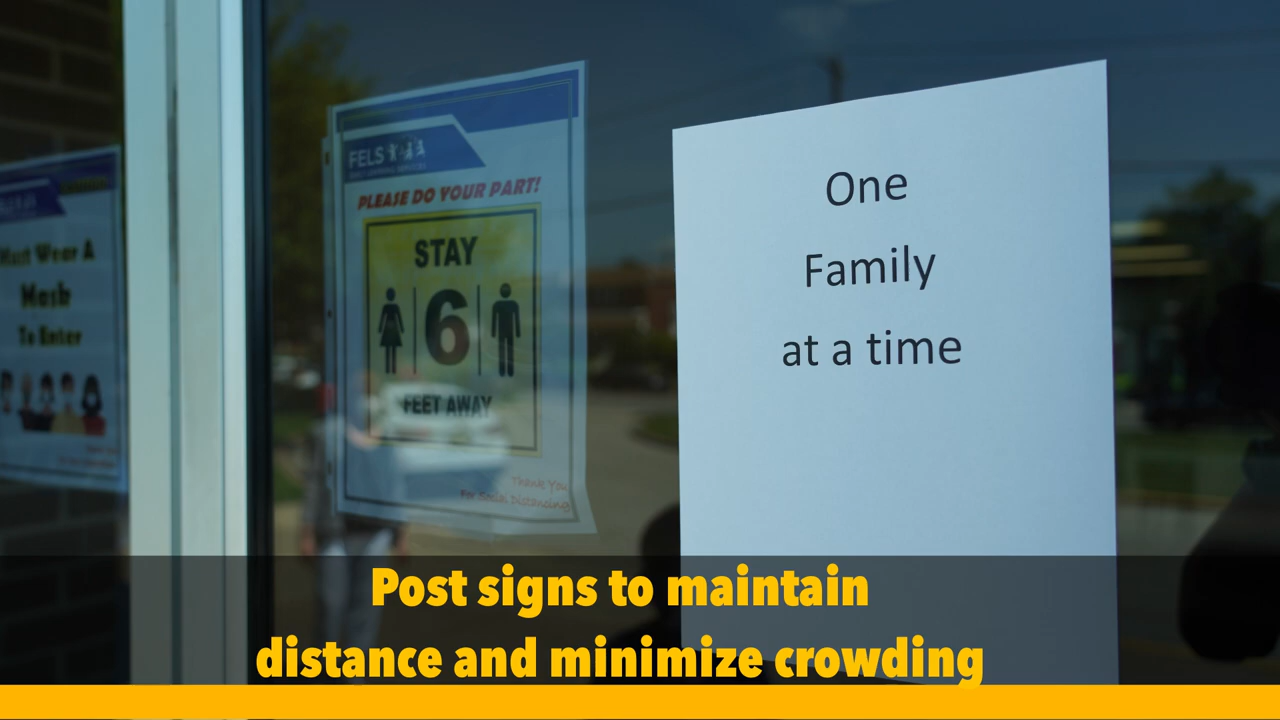 Must Wear A
Mask
To Enter
FELS
PLEASE DO YOUR PART!
STAY
6
FEET AWAY
Thank You
For Social Distancing
One
Family
at a time
Post signs to maintain
distance and minimize crowding